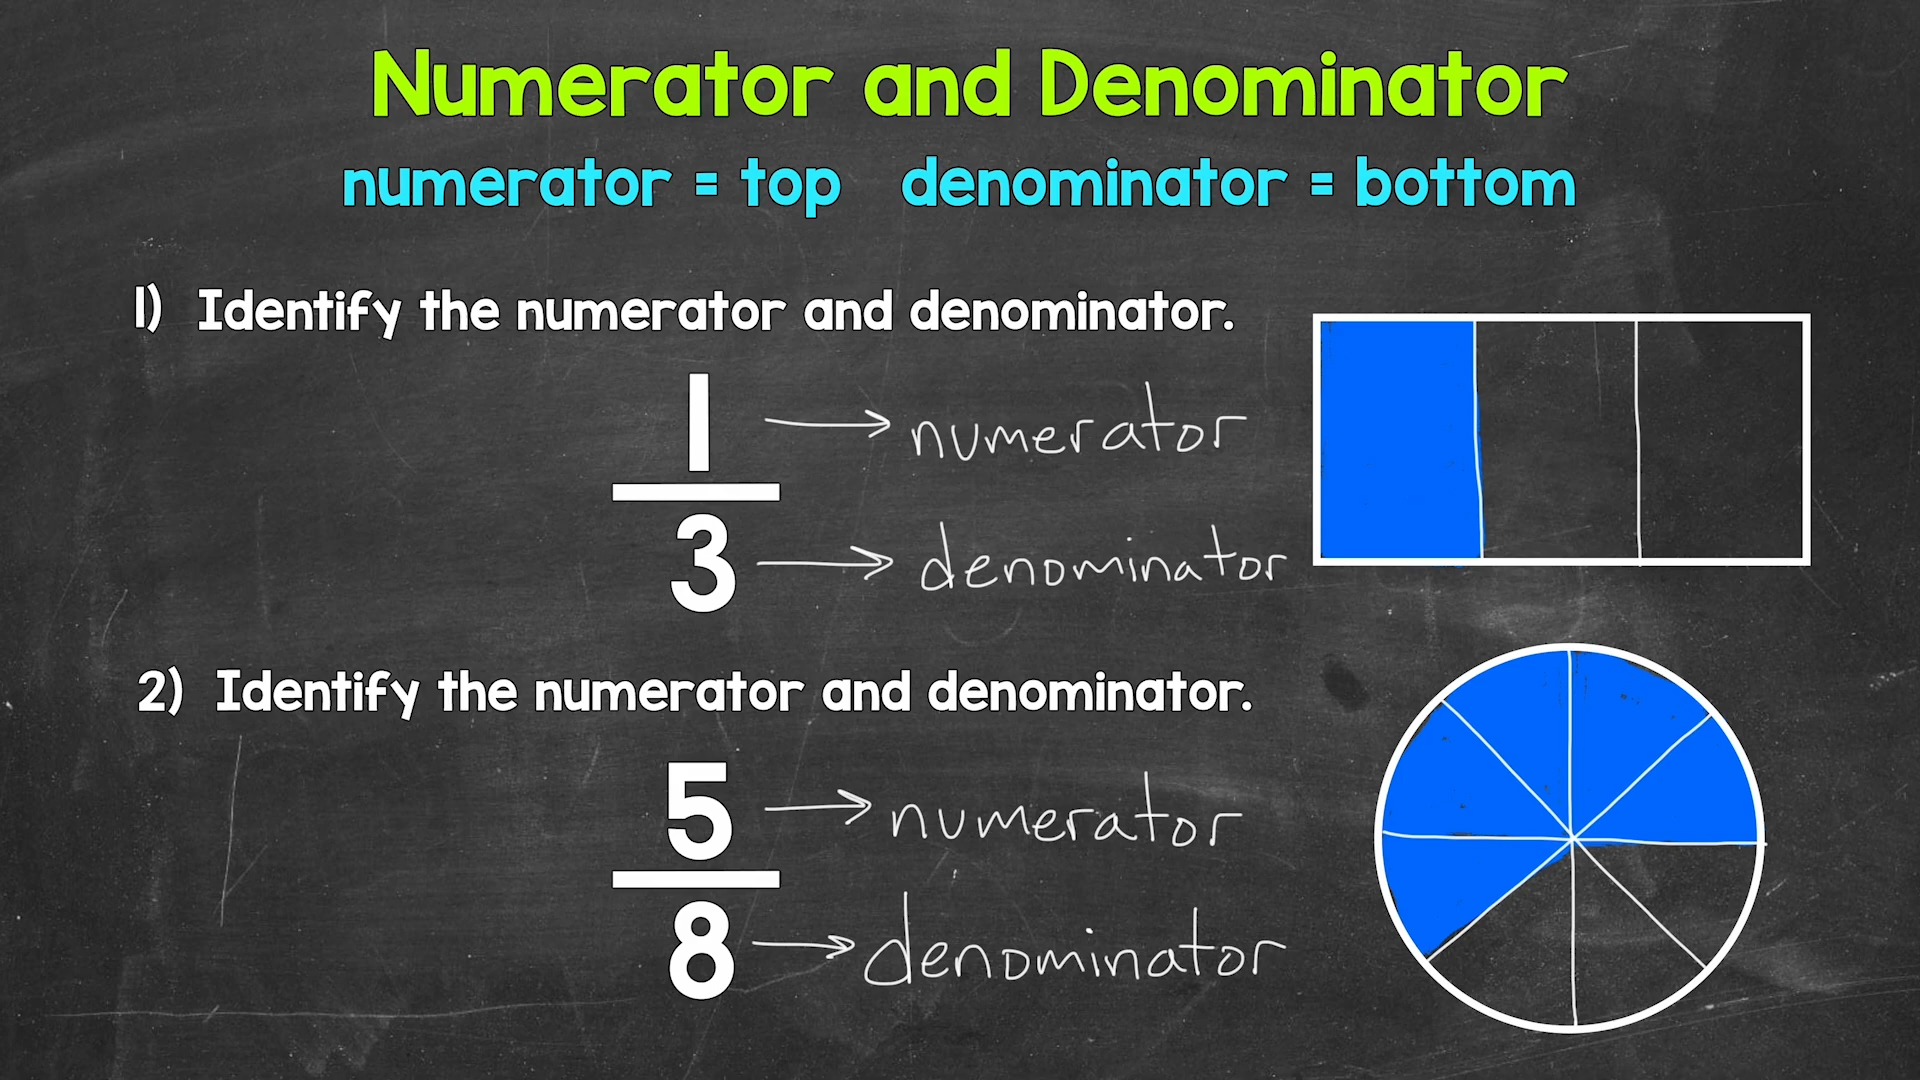 Numerator and Denominator
numerator = top denominator = bottom
1) Identify the numerator and denominator.
1 → numerator
3 → denominator
2) Identify the numerator and denominator.
5 → numerator
8 → denominator